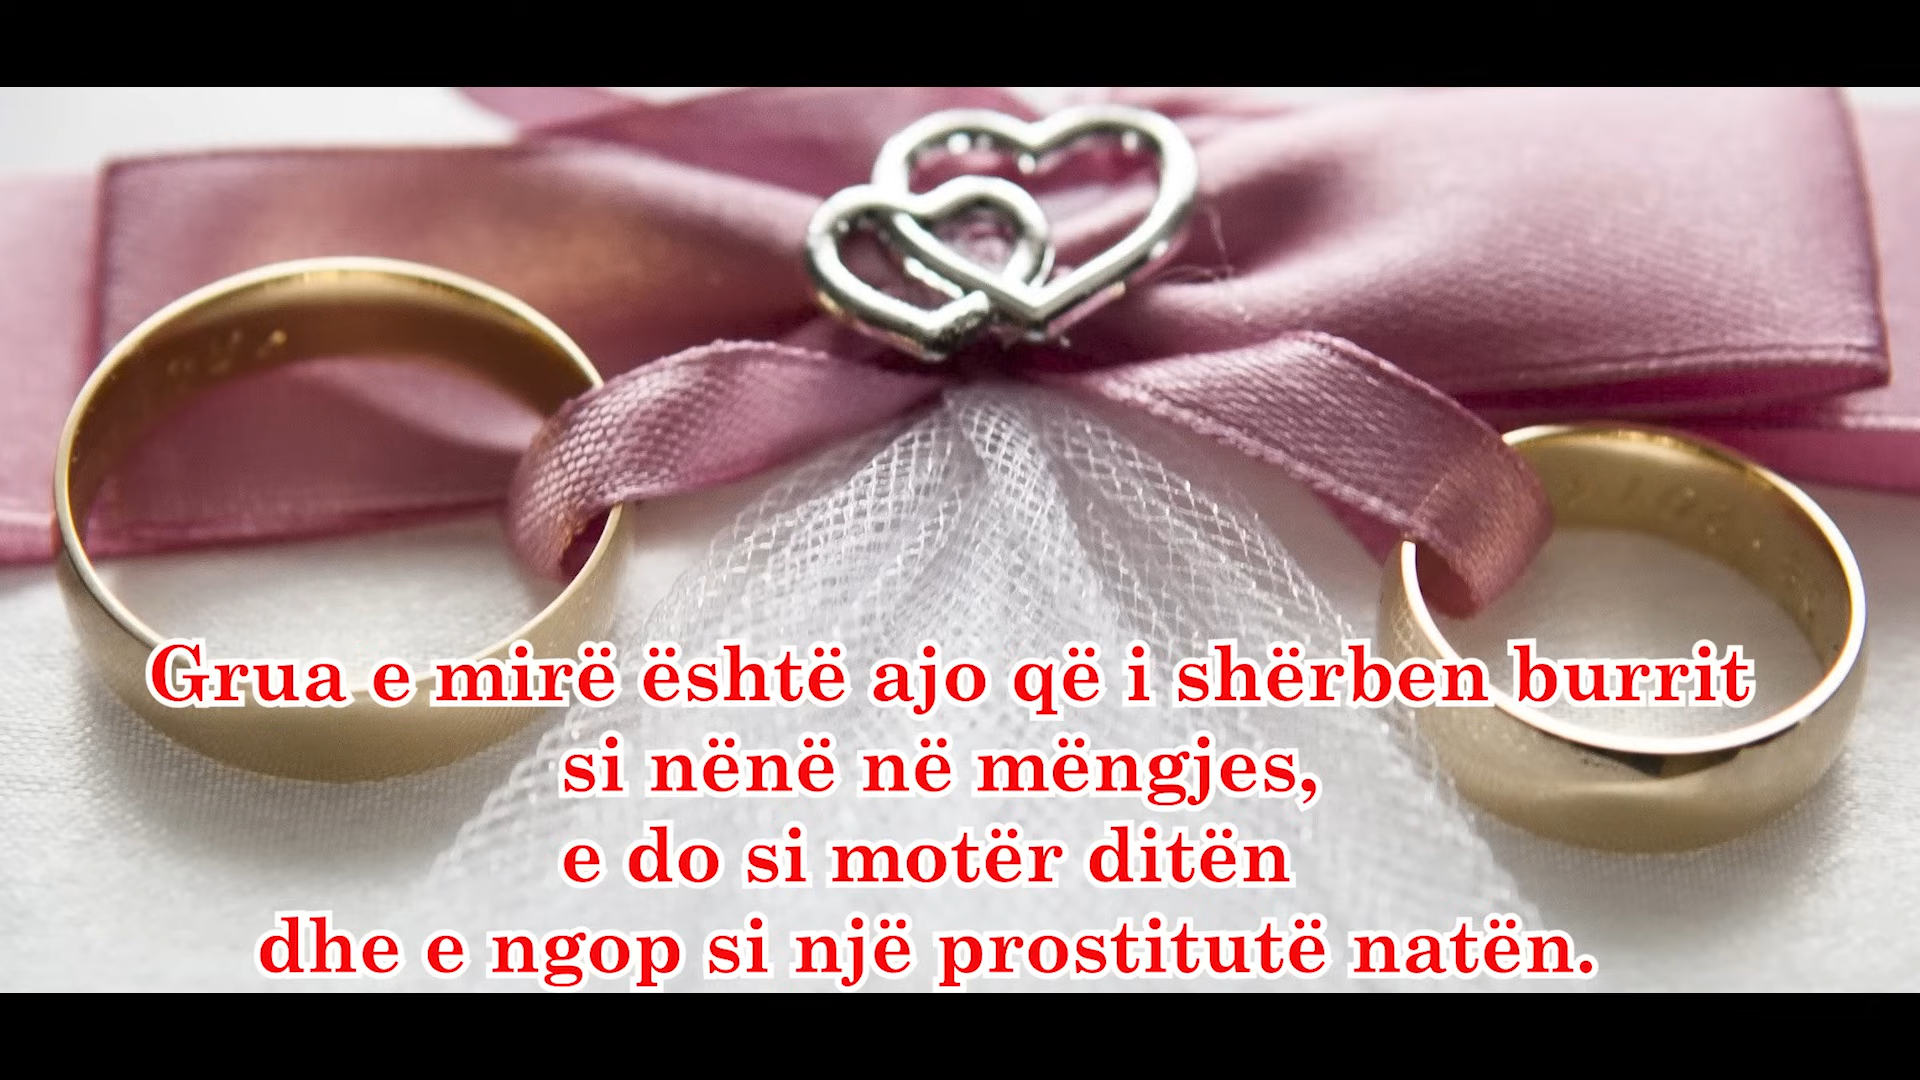 Grua e mirë është ajo që i shërben burrit
si nënë në mëngjes,
e do si motër ditën
dhe e ngop si një prostitutë natën.